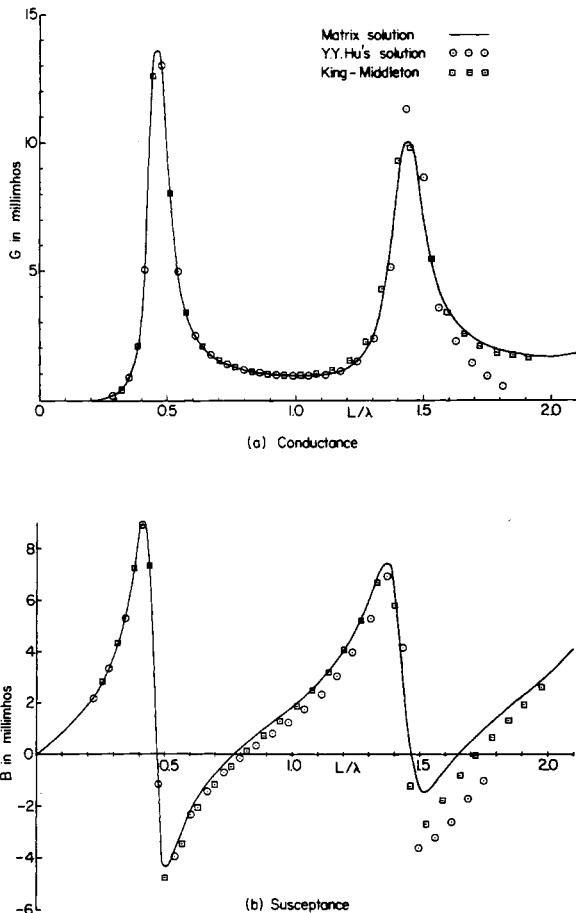 Matrix solution
Y.Y. Hu's solution
King-Middleton
15
10
5
G in millimhos
0
0.5
1.0
1.5
2.0
L/λ
(a) Conductance
8
6
4
2
0
-2
-4
-6
B in millimhos
0.5
1.0
1.5
2.0
L/λ
(b) Susceptance